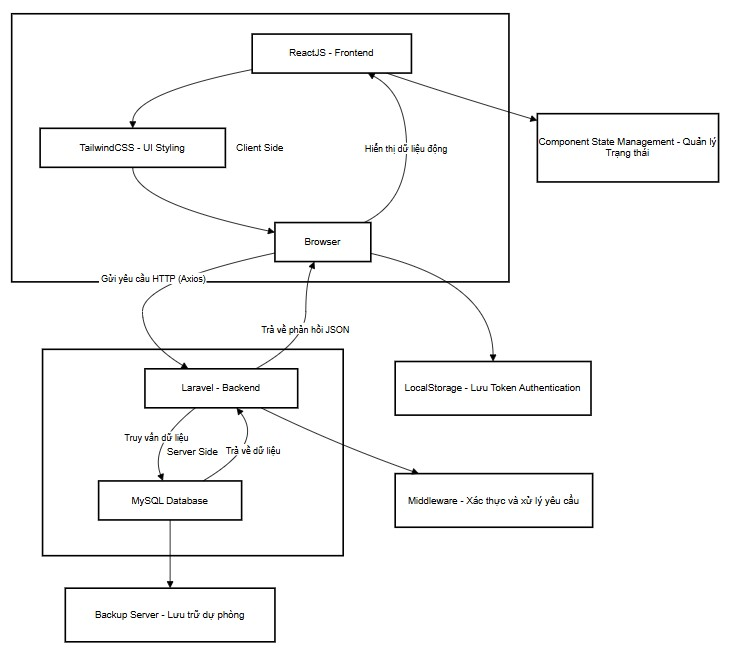 ReactJS - Frontend
TailwindCSS - UI Styling
Client Side
Hiển thị dữ liệu động
Component State Management - Quản lý
Trạng thái
Browser
Gửi yêu cầu HTTP (Axios)
Trả về phản hồi JSON
Laravel - Backend
LocalStorage - Lưu Token Authentication
Truy vấn dữ liệu
Server Side
Trả về dữ liệu
MySQL Database
Middleware - Xác thực và xử lý yêu cầu
Backup Server - Lưu trữ dự phòng